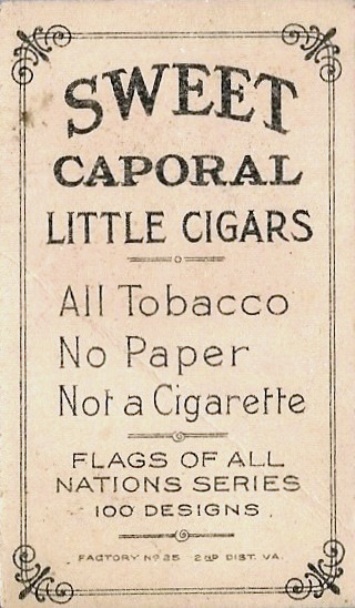 SWEET
CAPORAL
LITTLE CIGARS
All Tobacco
No Paper
Not a Cigarette
FLAGS OF ALL
NATIONS SERIES
100 DESIGNS.
FACTORY No 25 2ND DIST. VA.